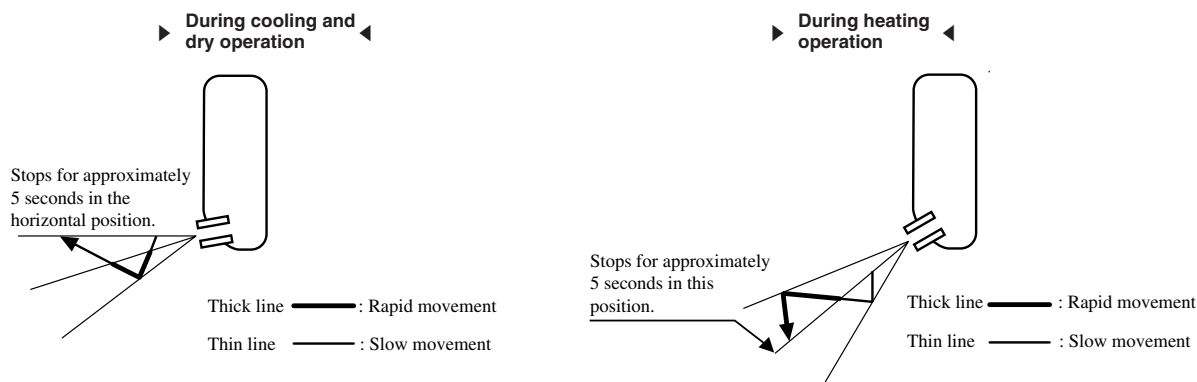 During cooling and
dry operation
Stops for approximately
5 seconds in the
horizontal position.
Thick line : Rapid movement
Thin line : Slow movement
During heating
operation
Stops for approximately
5 seconds in this
position.
Thick line : Rapid movement
Thin line : Slow movement